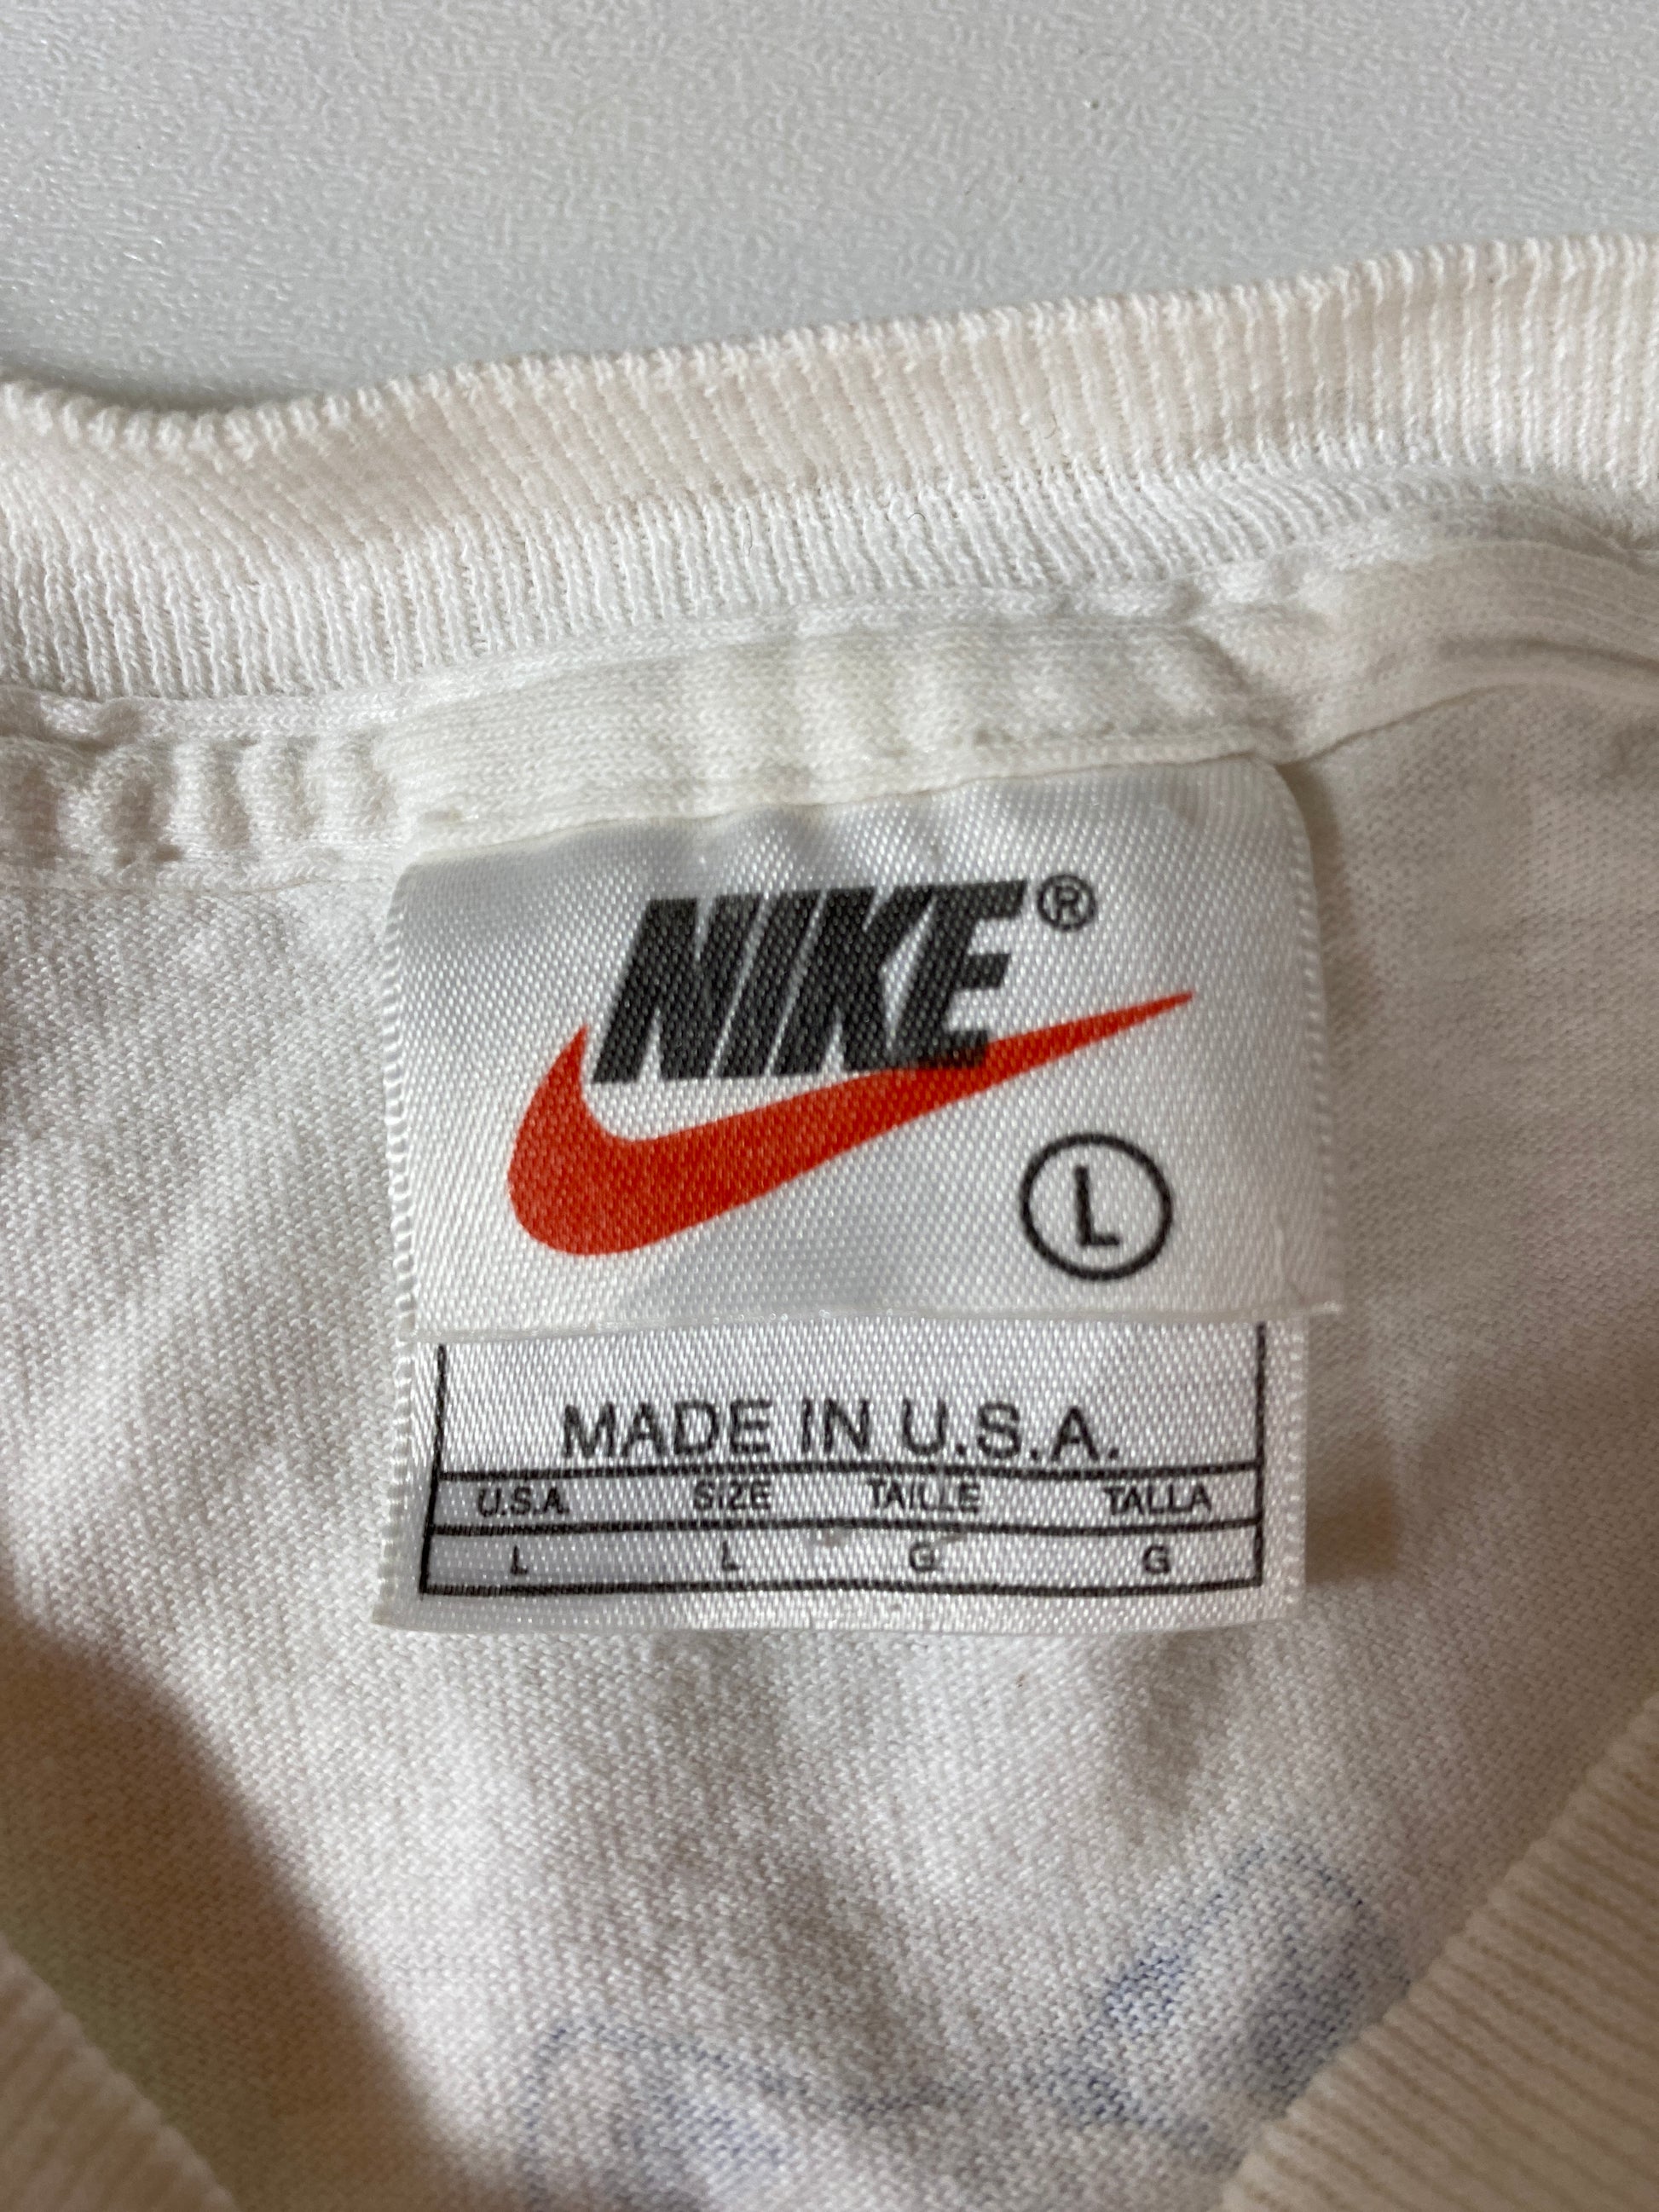 NIKE®
L
MADE IN U.S.A.
U.S.A. SIZE TAILLE TALLA
L L G G